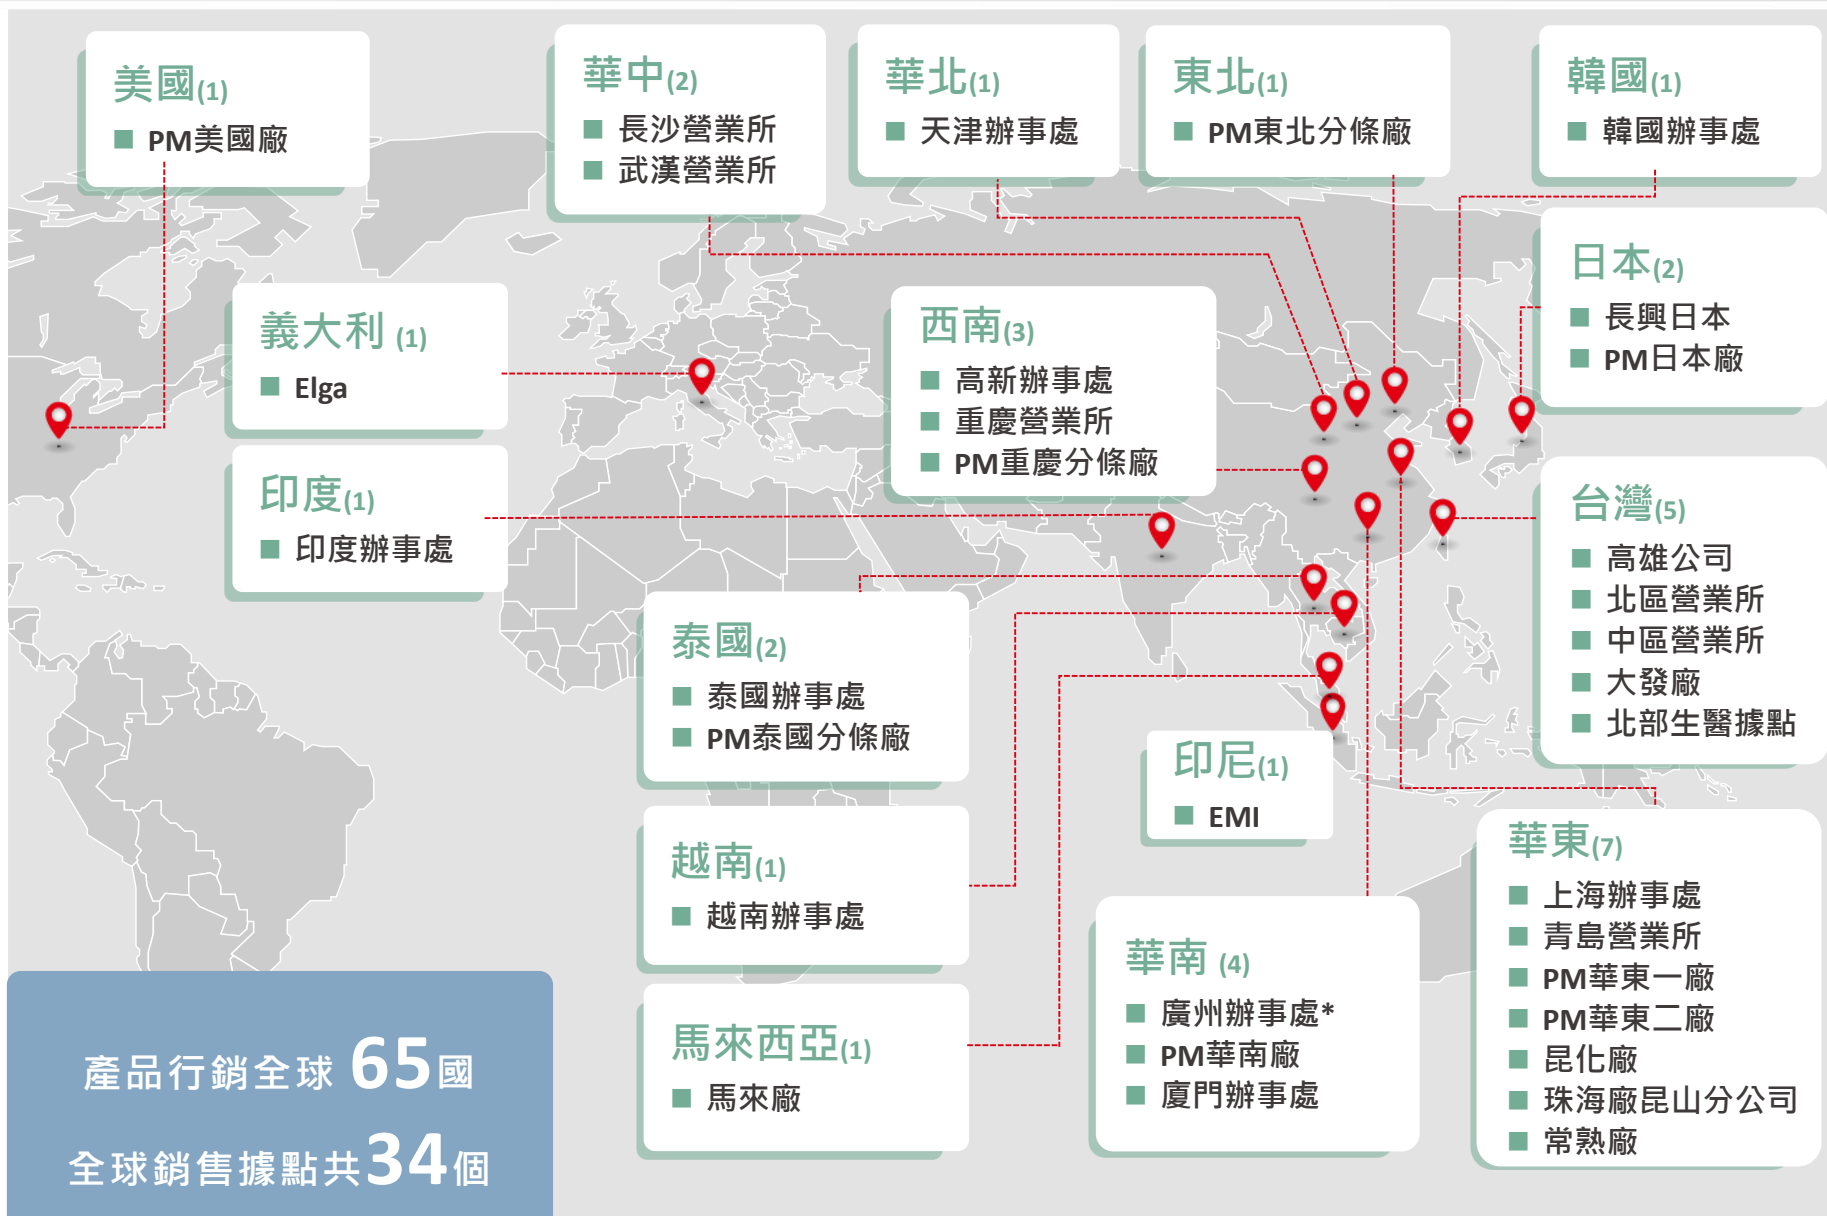 美國(1)
■ PM美國廠
華中(2)
■ 長沙營業所
■ 武漢營業所
華北(1)
■ 天津辦事處
東北(1)
■ PM東北分條廠
韓國(1)
■ 韓國辦事處
日本(2)
■ 長興日本
■ PM日本廠
義大利 (1)
■ Elga
西南(3)
■ 高新辦事處
■ 重慶營業所
■ PM重慶分條廠
印度(1)
■ 印度辦事處
台灣(5)
■ 高雄公司
■ 北區營業所
■ 中區營業所
■ 大發廠
■ 北部生醫據點
泰國(2)
■ 泰國辦事處
■ PM泰國分條廠
印尼(1)
■ EMI
越南(1)
■ 越南辦事處
華東(7)
■ 上海辦事處
■ 青島營業所
■ PM華東一廠
■ PM華東二廠
■ 昆化廠
■ 珠海廠昆山分公司
■ 常熟廠
華南 (4)
■ 廣州辦事處*
■ PM華南廠
■ 廈門辦事處
馬來西亞(1)
■ 馬來廠
產品行銷全球 65國
全球銷售據點共34個